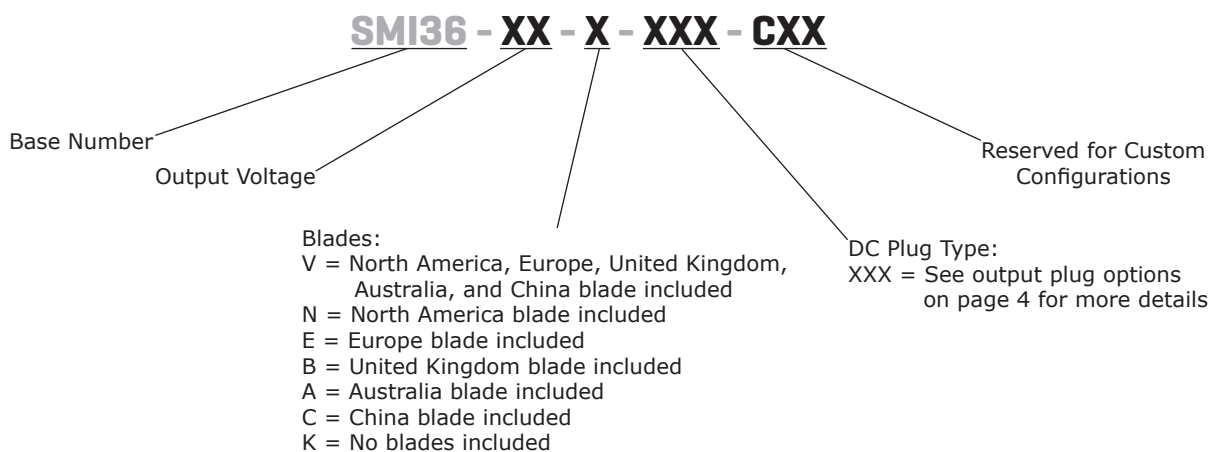 SMI36 - XX - X - XXX - CXX
Base Number
Output Voltage
Reserved for Custom
Configurations
Blades:
V = North America, Europe, United Kingdom,
Australia, and China blade included
N = North America blade included
E = Europe blade included
B = United Kingdom blade included
A = Australia blade included
C = China blade included
K = No blades included
DC Plug Type:
XXX = See output plug options
on page 4 for more details